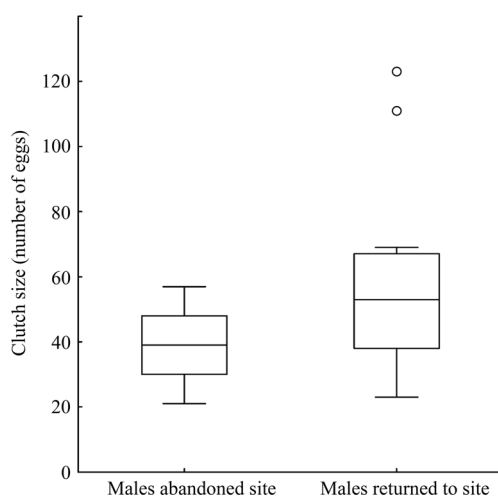 Clutch size (number of eggs)
120
100
80
60
40
20
0
Males abandoned site
Males returned to site